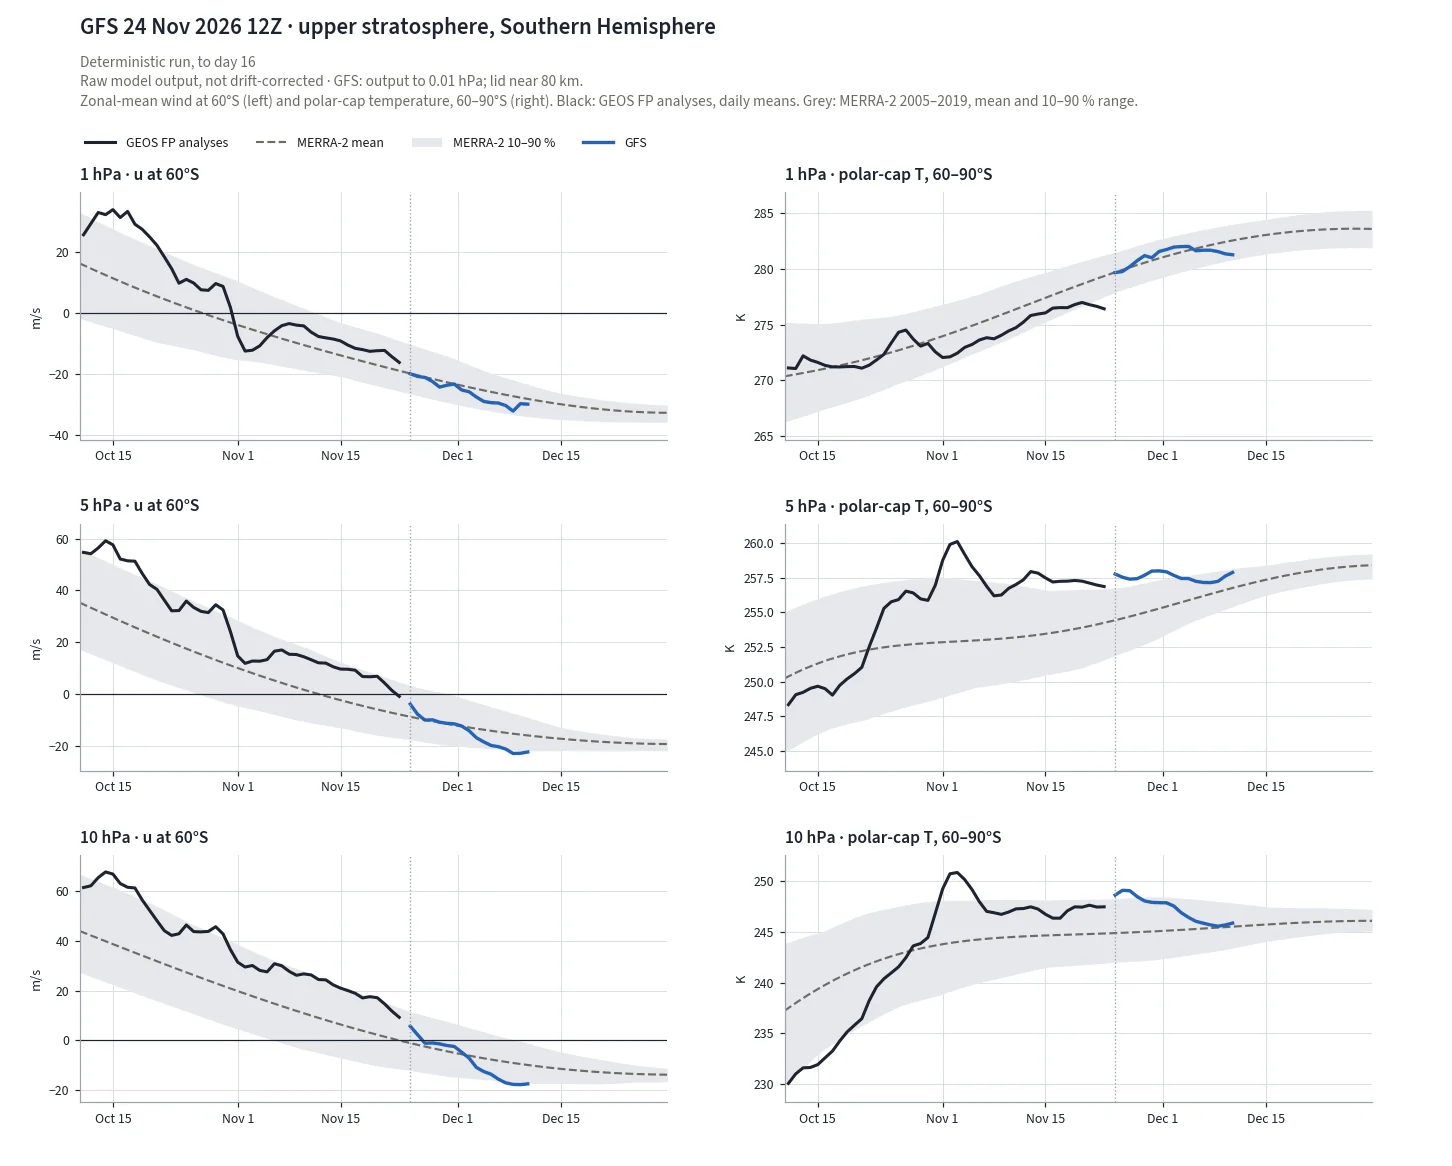 GFS 24 Nov 2026 12Z · upper stratosphere, Southern Hemisphere
Deterministic run, to day 16
Raw model output, not drift-corrected · GFS: output to 0.01 hPa; lid near 80 km.
Zonal-mean wind at 60°S (left) and polar-cap temperature, 60–90°S (right). Black: GEOS FP analyses, daily means. Grey: MERRA-2 2005–2019, mean and 10–90 % range.
GEOS FP analyses MERRA-2 mean MERRA-2 10–90 % GFS
1 hPa · u at 60°S
20
0
−20
−40
m/s
Oct 15 Nov 1 Nov 15 Dec 1 Dec 15
1 hPa · polar-cap T, 60–90°S
285
280
275
270
265
K
Oct 15 Nov 1 Nov 15 Dec 1 Dec 15
5 hPa · u at 60°S
60
40
20
0
−20
m/s
Oct 15 Nov 1 Nov 15 Dec 1 Dec 15
5 hPa · polar-cap T, 60–90°S
260.0
257.5
255.0
252.5
250.0
247.5
245.0
K
Oct 15 Nov 1 Nov 15 Dec 1 Dec 15
10 hPa · u at 60°S
60
40
20
0
−20
m/s
Oct 15 Nov 1 Nov 15 Dec 1 Dec 15
10 hPa · polar-cap T, 60–90°S
250
245
240
235
230
K
Oct 15 Nov 1 Nov 15 Dec 1 Dec 15